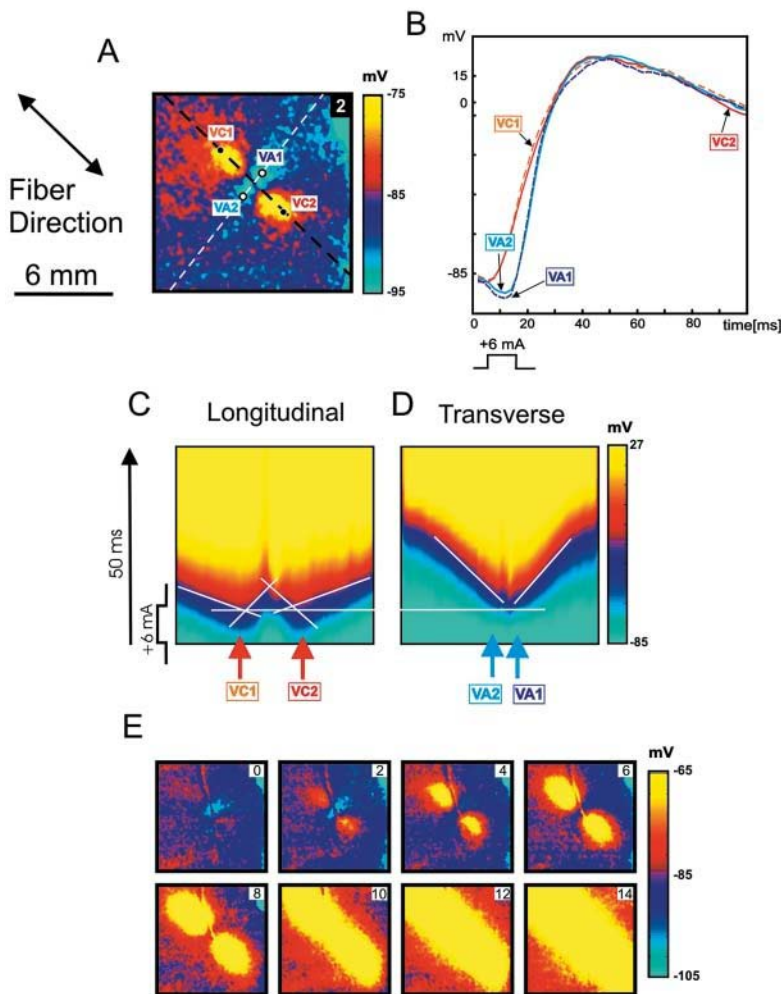 A
mV
2
-75
-85
-95
VC1
VA1
VA2
VC2
Fiber
Direction
6 mm
B
mV
15
0
-85
VC1
VC2
VA2
VA1
0
20
40
60
80
time[ms]
+6 mA
C
Longitudinal
D
Transverse
mV
27
-85
50 ms
+6 mA
VC1
VC2
VA2
VA1
E
mV
0
2
4
6
8
10
12
14
-65
-85
-105